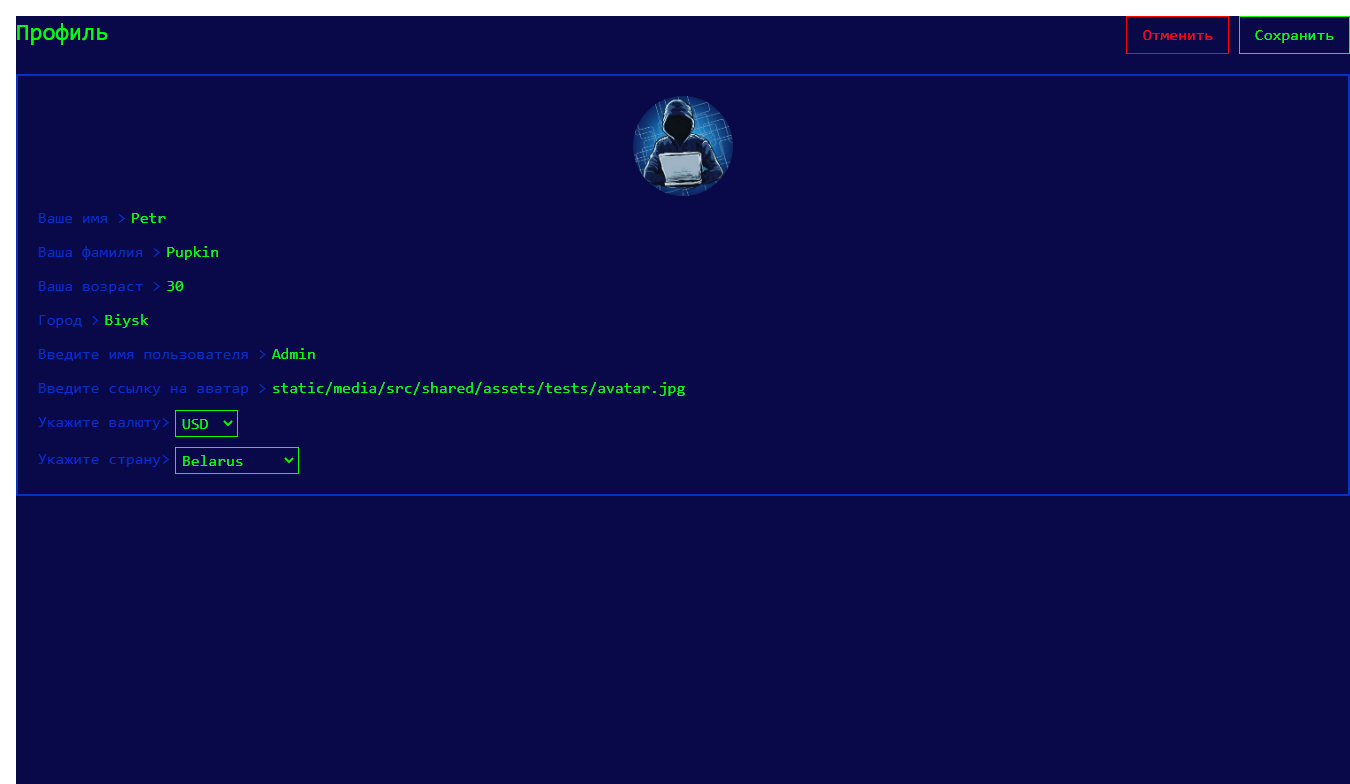 Профиль
Отменить
Сохранить
Ваше имя > Petr
Ваша фамилия > Pupkin
Ваша возраст > 30
Город > Biysk
Введите имя пользователя > Admin
Введите ссылку на аватар > static/media/src/shared/assets/tests/avatar.jpg
Укажите валюту> USD
Укажите страну> Belarus